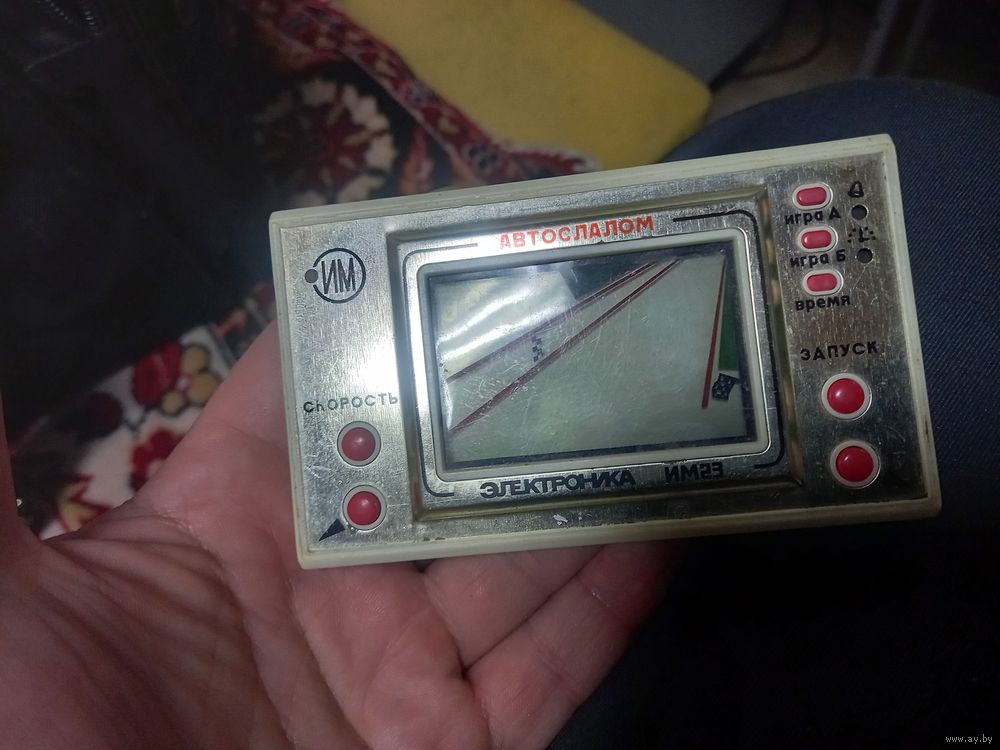 АВТОСЛАЛОМ
ИМ
игра А
игра Б
время
ЗАПУСК
СКОРОСТЬ
ЭЛЕКТРОНИКА ИМ23
www.ay.by